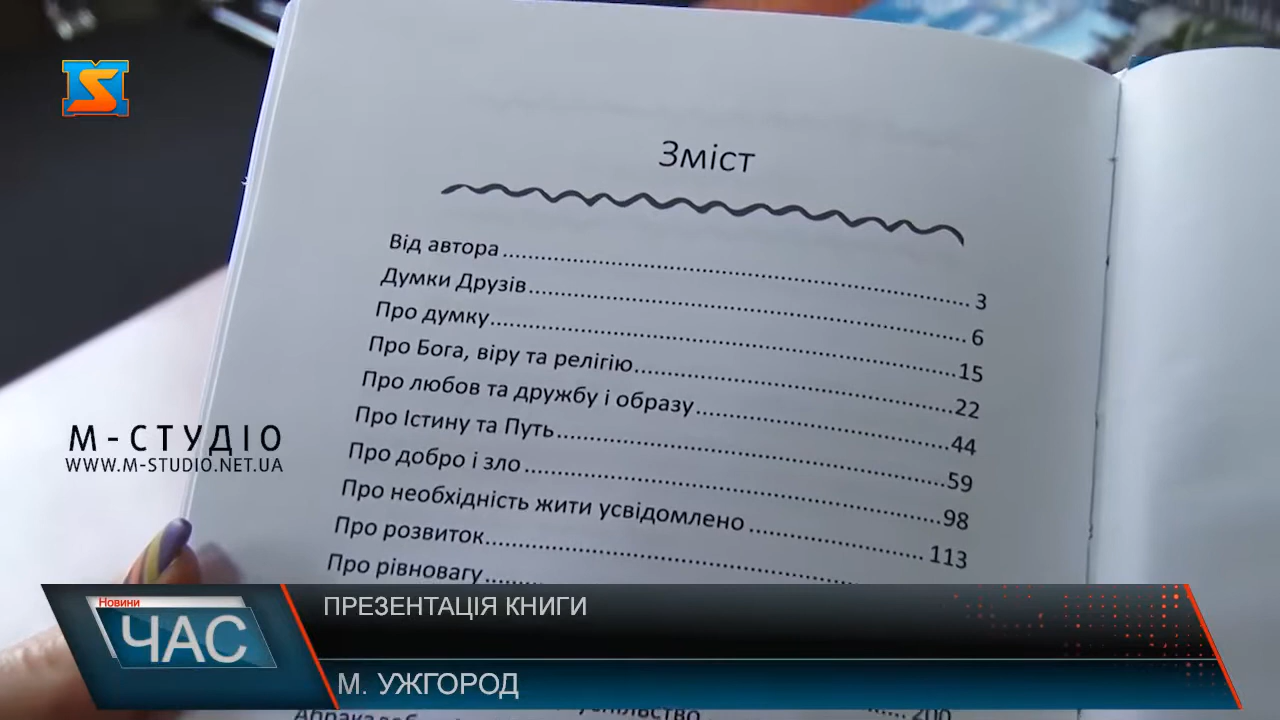 Зміст
Від автора ........ 3
Думки Друзів ........ 6
Про думку ........ 15
Про Бога, віру та релігію ........ 22
Про любов та дружбу і образу ........ 44
Про Істину та Путь ........ 59
Про добро і зло ........ 98
Про необхідність жити усвідомлено ........ 113
Про розвиток ........
Про рівновагу ........
М-СТУДІО
WWW.M-STUDIO.NET.UA
Новини
ЧАС
ПРЕЗЕНТАЦІЯ КНИГИ
М. УЖГОРОД
200